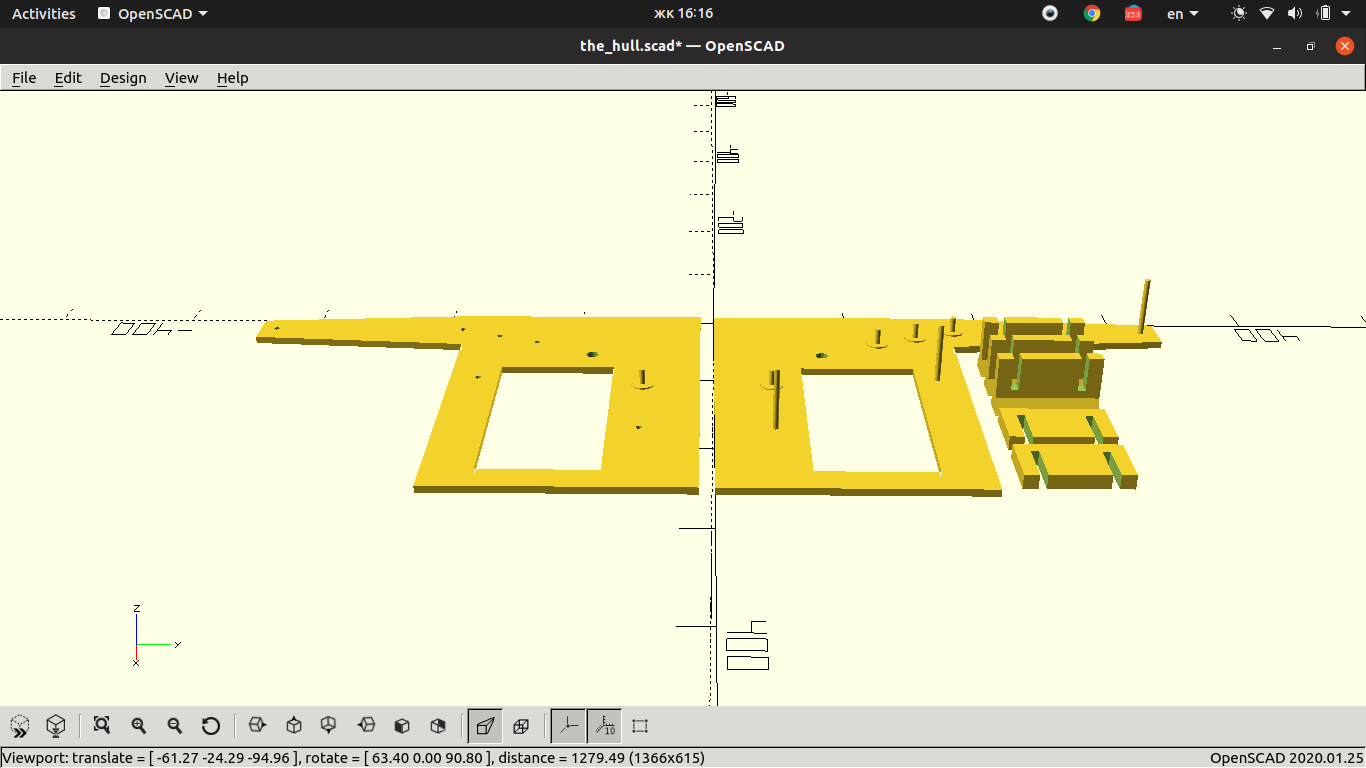 Activities OpenSCAD жк 16:16 353 en
the_hull.scad* — OpenSCAD
File Edit Design View Help
z
y
x
10
Viewport: translate = [ -61.27 -24.29 -94.96 ], rotate = [ 63.40 0.00 90.80 ], distance = 1279.49 (1366x615) OpenSCAD 2020.01.25